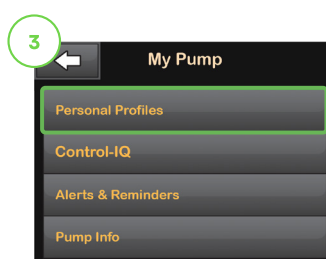 3
My Pump
Personal Profiles
Control-IQ
Alerts & Reminders
Pump Info